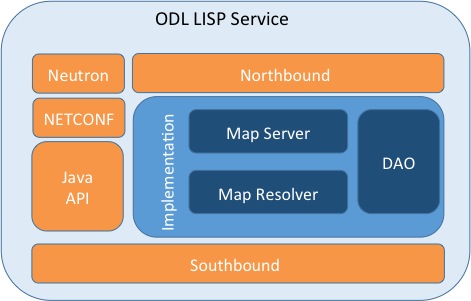 ODL LISP Service
Neutron
Northbound
NETCONF
Implementation
Map Server
DAO
Java
API
Map Resolver
Southbound